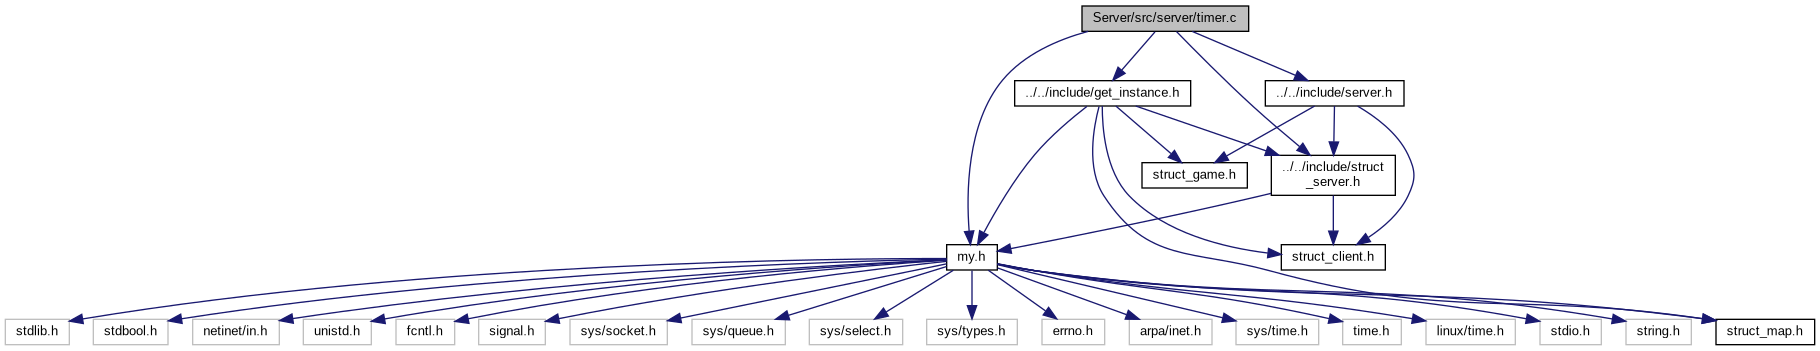 Server/src/server/timer.c
../../include/get_instance.h
../../include/server.h
struct_game.h
../../include/struct
_server.h
my.h
struct_client.h
stdlib.h
stdbool.h
netinet/in.h
unistd.h
fcntl.h
signal.h
sys/socket.h
sys/queue.h
sys/select.h
sys/types.h
errno.h
arpa/inet.h
sys/time.h
time.h
linux/time.h
stdio.h
string.h
struct_map.h